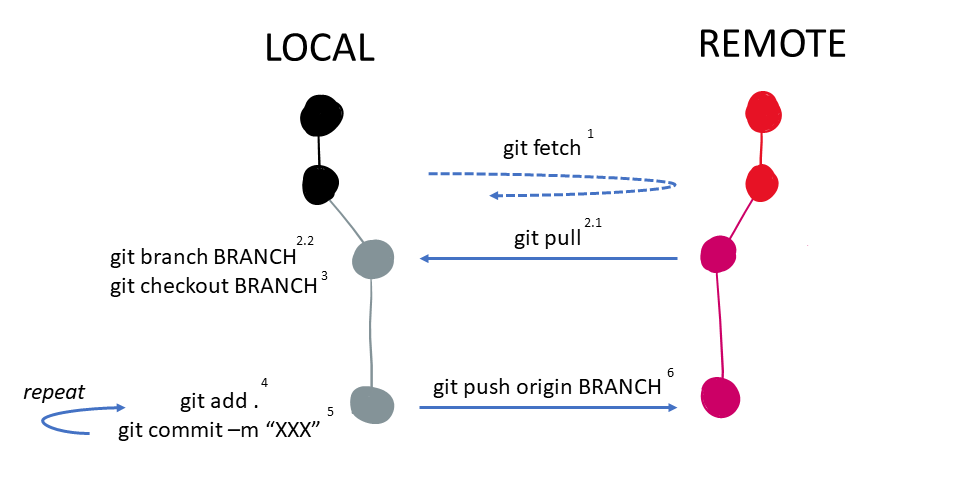 LOCAL
REMOTE
git fetch 1
git pull 2.1
git branch BRANCH 2.2
git checkout BRANCH 3
repeat
git add . 4
git commit –m “XXX” 5
git push origin BRANCH 6